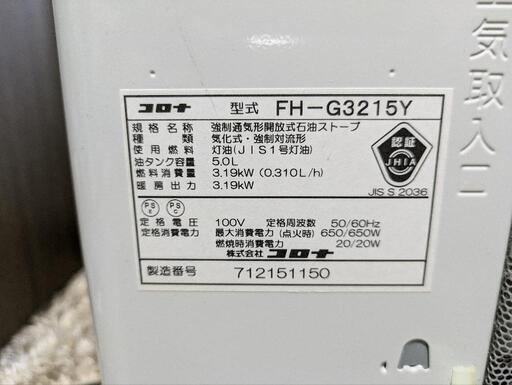 コロナ 型式 FH-G3215Y
規格名称 強制通気形開放式石油ストーブ
種類 気化式・強制対流形
使用燃料 灯油(JIS1号灯油)
油タンク容量 5.0L
燃料消費量 3.19kW (0.310L/h)
暖房出力 3.19kW
認証
JHIA
JIS S 2036
PS E PS C
定格電圧 100V 定格周波数 50/60Hz
定格消費電力 最大消費電力(点火時) 650/650W
燃焼時消費電力 20/20W
株式会社 コロナ
製造番号 712151150
気取入口